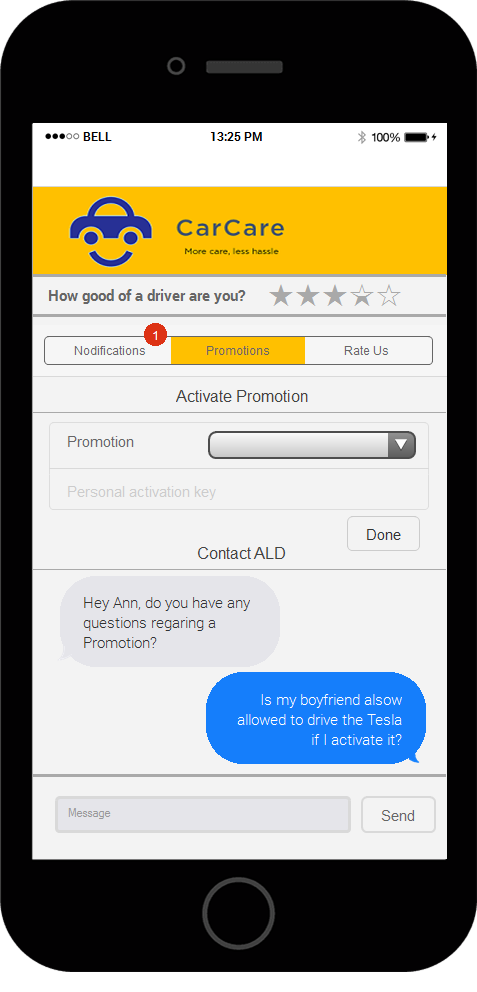 BELL 13:25 PM 100%
CarCare
More care, less hassle
How good of a driver are you?
Nodifications 1 Promotions Rate Us
Activate Promotion
Promotion
Personal activation key
Done
Contact ALD
Hey Ann, do you have any
questions regaring a
Promotion?
Is my boyfriend alsow
allowed to drive the Tesla
if I activate it?
Message Send